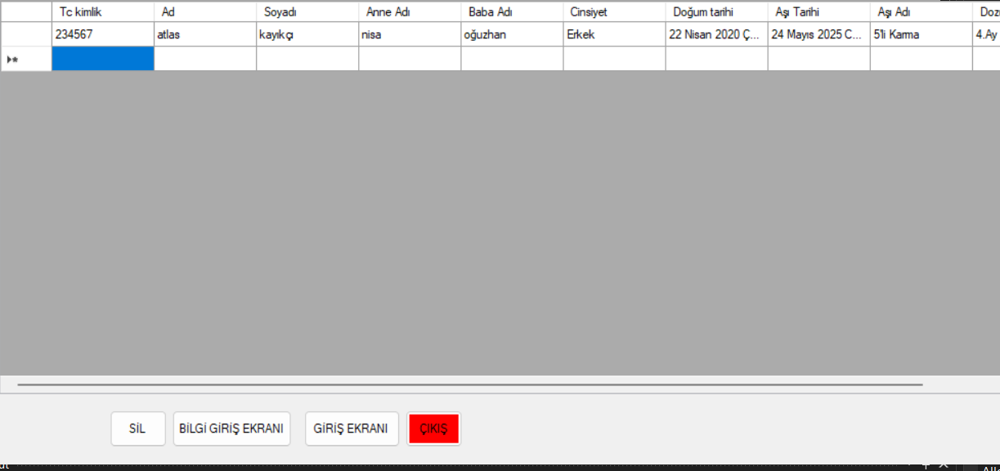 Tc kimlik Ad Soyadı Anne Adı Baba Adı Cinsiyet Doğum tarihi Aşı Tarihi Aşı Adı Doz
234567 atlas kayıkçı nisa oğuzhan Erkek 22 Nisan 2020 Ç... 24 Mayıs 2025 C... 5'li Karma 4.Ay
SİL BİLGİ GİRİŞ EKRANI GİRİŞ EKRANI ÇIKIŞ